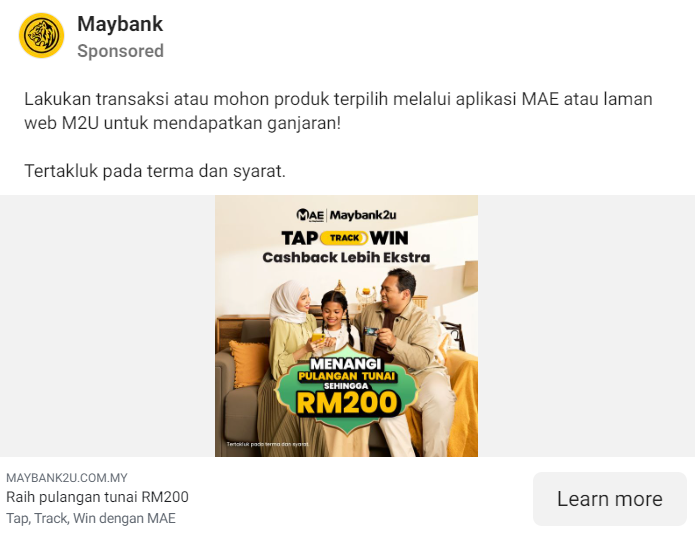 Maybank
Sponsored
Lakukan transaksi atau mohon produk terpilih melalui aplikasi MAE atau laman
web M2U untuk mendapatkan ganjaran!
Tertakluk pada terma dan syarat.
MAE Maybank2u
TAP TRACK WIN
Cashback Lebih Ekstra
MENANGI
PULANGAN TUNAI
SEHINGGA
RM200
Tertakluk pada terma dan syarat
MAYBANK2U.COM.MY
Raih pulangan tunai RM200
Tap, Track, Win dengan MAE
Learn more